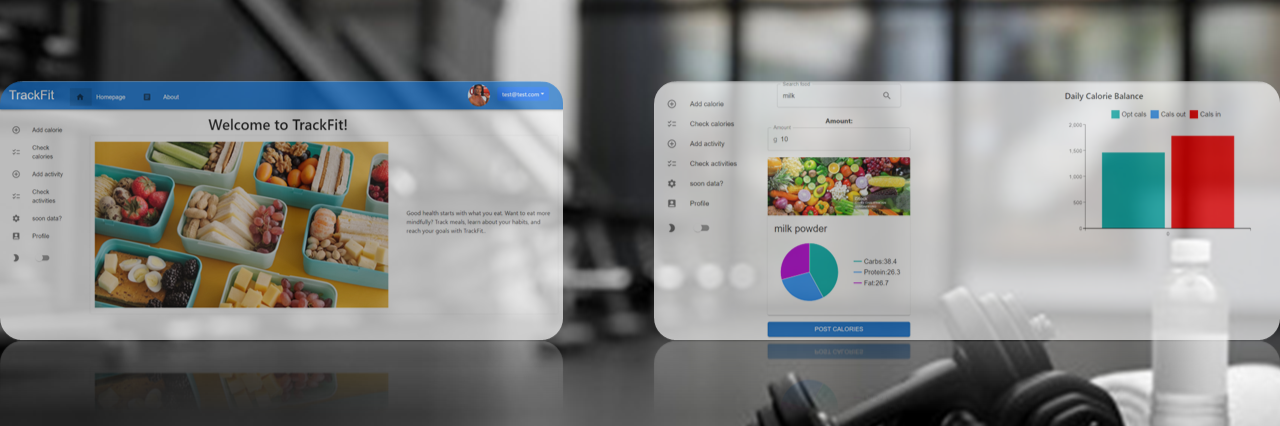 TrackFit
Homepage
About
test@test.com
Welcome to TrackFit!
Add calorie
Check
calories
Add activity
Check
activities
soon data?
Profile
Good health starts with what you eat. Want to eat more
mindfully? Track meals, learn about your habits, and
reach your goals with TrackFit..
Add calorie
Check calories
Add activity
Check activities
soon data?
Profile
Search food
milk
Amount:
Amount
g 10
milk powder
Carbs:38.4
Protein:26.3
Fat:26.7
POST CALORIES
Daily Calorie Balance
Opt cals Cals out Cals in
2,000
1,500
1,000
500
0